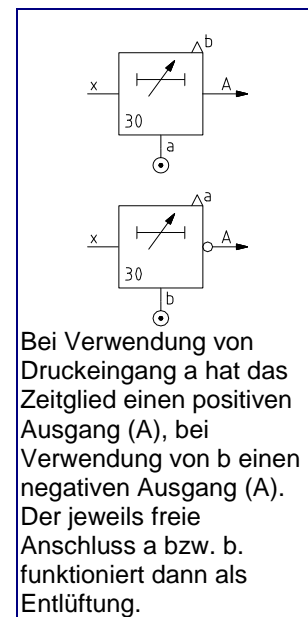 b
x
A
30
a
a
x
A
30
b
Bei Verwendung von
Druckeingang a hat das
Zeitglied einen positiven
Ausgang (A), bei
Verwendung von b einen
negativen Ausgang (A).
Der jeweils freie
Anschluss a bzw. b.
funktioniert dann als
Entlüftung.